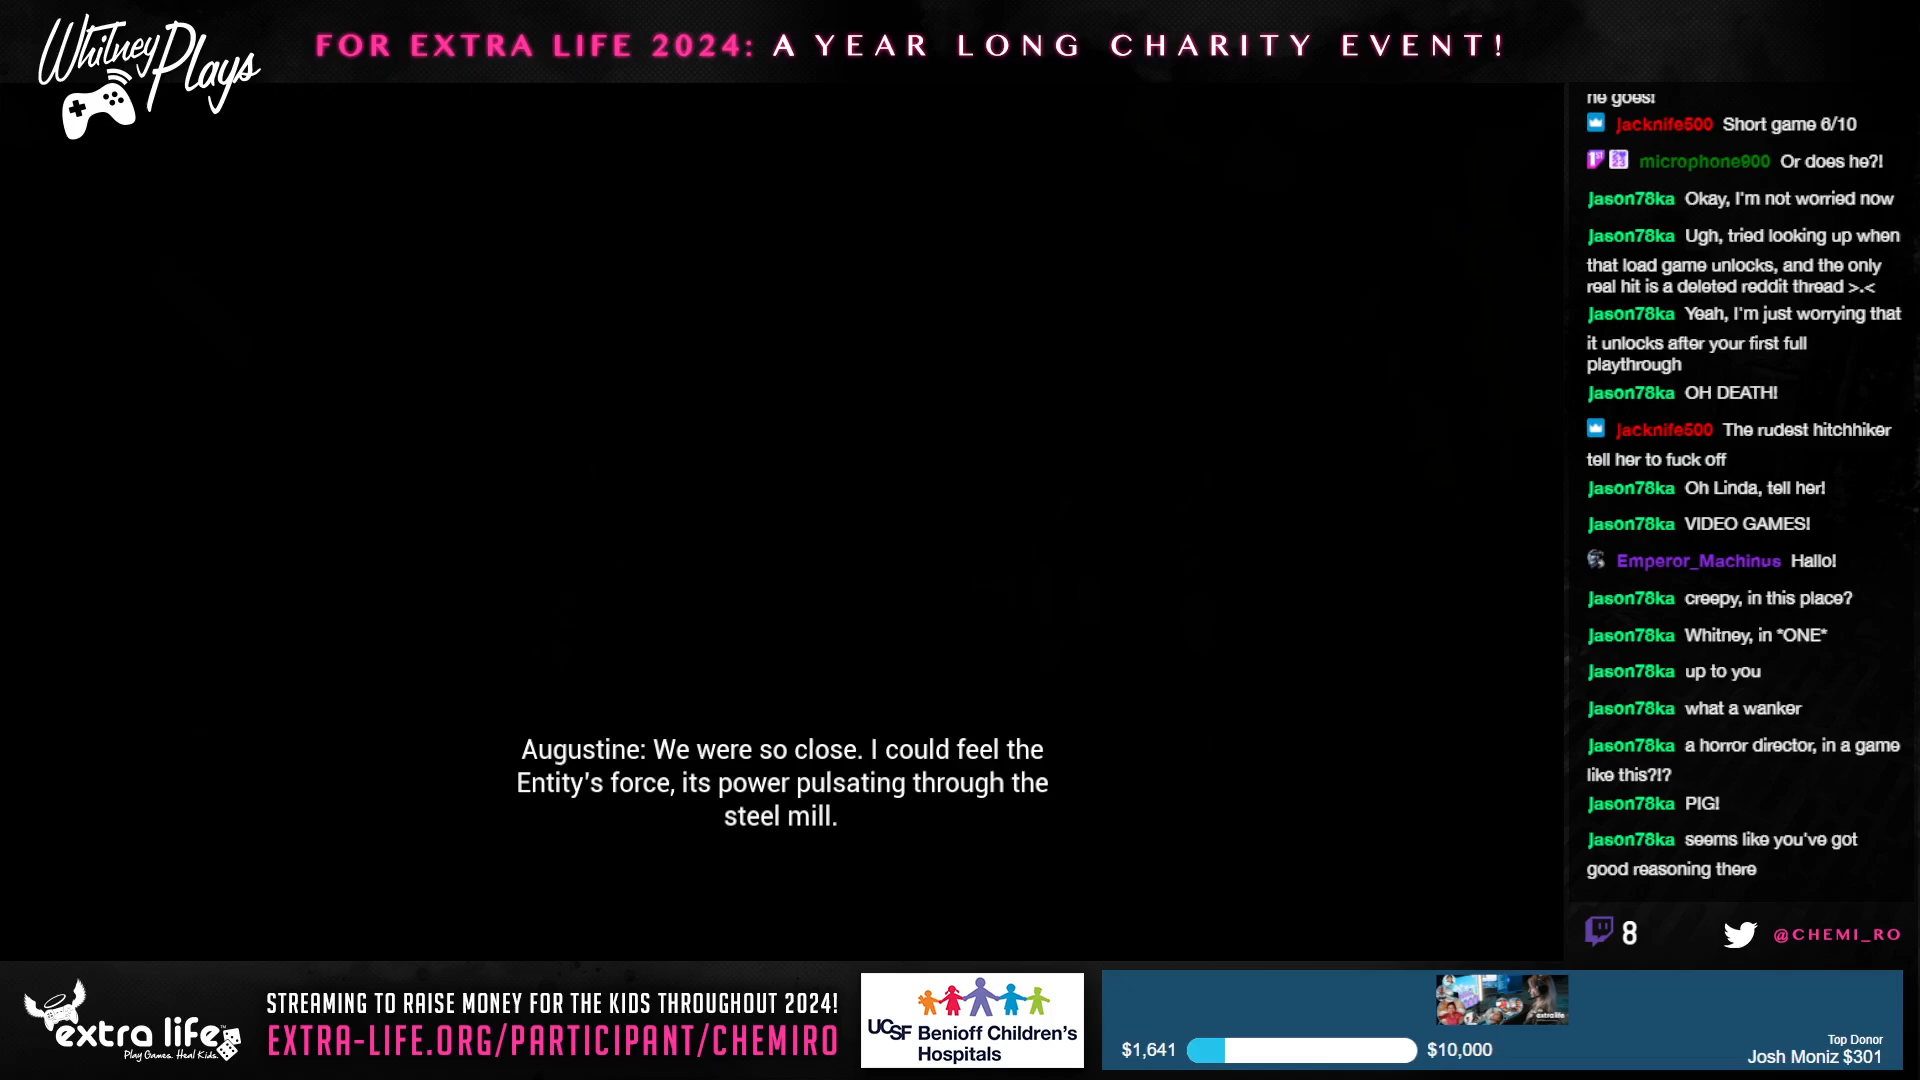 Whitney Plays
FOR EXTRA LIFE 2024: A YEAR LONG CHARITY EVENT!
he goes!
Jacknife500 Short game 6/10
microphone900 Or does he?!
Jason78ka Okay, I'm not worried now
Jason78ka Ugh, tried looking up when
that load game unlocks, and the only
real hit is a deleted reddit thread >.<
Jason78ka Yeah, I'm just worrying that
it unlocks after your first full
playthrough
Jason78ka OH DEATH!
Jacknife500 The rudest hitchhiker
tell her to fuck off
Jason78ka Oh Linda, tell her!
Jason78ka VIDEO GAMES!
Emperor_Machinus Hallo!
Jason78ka creepy, in this place?
Jason78ka Whitney, in *ONE*
Jason78ka up to you
Jason78ka what a wanker
Jason78ka a horror director, in a game
like this?!?
Jason78ka PIG!
Jason78ka seems like you've got
good reasoning there
Augustine: We were so close. I could feel the
Entity's force, its power pulsating through the
steel mill.
8
@CHEMI_RO
extra life
Play Games. Heal Kids.
STREAMING TO RAISE MONEY FOR THE KIDS THROUGHOUT 2024!
EXTRA-LIFE.ORG/PARTICIPANT/CHEMIRO
UCSF Benioff Children's
Hospitals
$1,641
$10,000
Top Donor
Josh Moniz $301